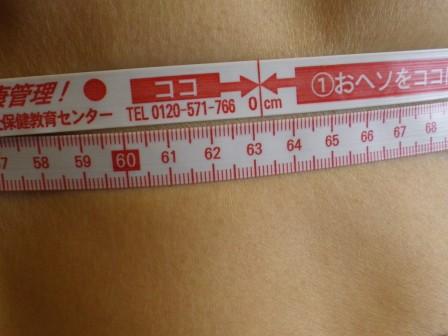 康管理! ココ ①おヘソをココ
保健教育センター TEL 0120-571-766 0 cm
57 58 59 60 61 62 63 64 65 66 67 68